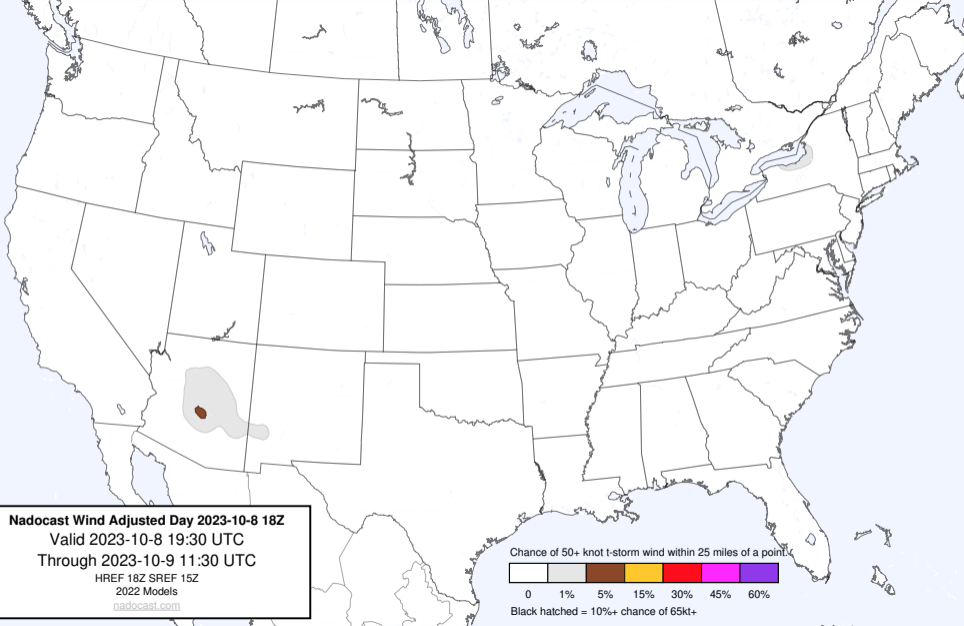 Nadocast Wind Adjusted Day 2023-10-8 18Z
Valid 2023-10-8 19:30 UTC
Through 2023-10-9 11:30 UTC
HREF 18Z SREF 15Z
2022 Models
nadocast.com
Chance of 50+ knot t-storm wind within 25 miles of a point.
0 1% 5% 15% 30% 45% 60%
Black hatched = 10%+ chance of 65kt+